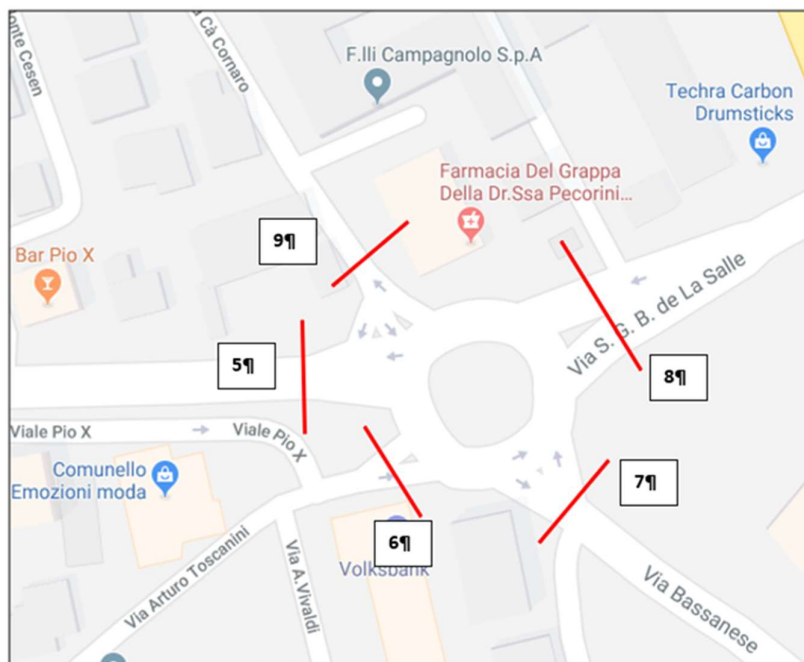 onte Cesen
a Cà Cornaro
F.lli Campagnolo S.p.A
Techra Carbon
Drumsticks
Farmacia Del Grappa
Della Dr.Ssa Pecorini...
9¶
Bar Pio X
Via S. G. B. de La Salle
5¶
8¶
Viale Pio X
Viale Pio X
Comunello
Emozioni moda
7¶
6¶
Volksbank
Via Arturo Toscanini
Via A.Vivaldi
Via Bassanese